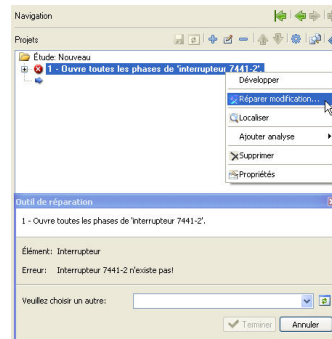 Navigation
Projets
Étude: Nouveau
1 - Ouvre toutes les phases de 'interrupteur 7441-2'.
Développer
Réparer modification...
Localiser
Ajouter analyse
Supprimer
Propriétés
Outil de réparation
1 - Ouvre toutes les phases de 'interrupteur 7441-2'.
Élément: Interrupteur
Erreur: Interrupteur 7441-2 n'existe pas!
Veuillez choisir un autre:
Terminer
Annuler